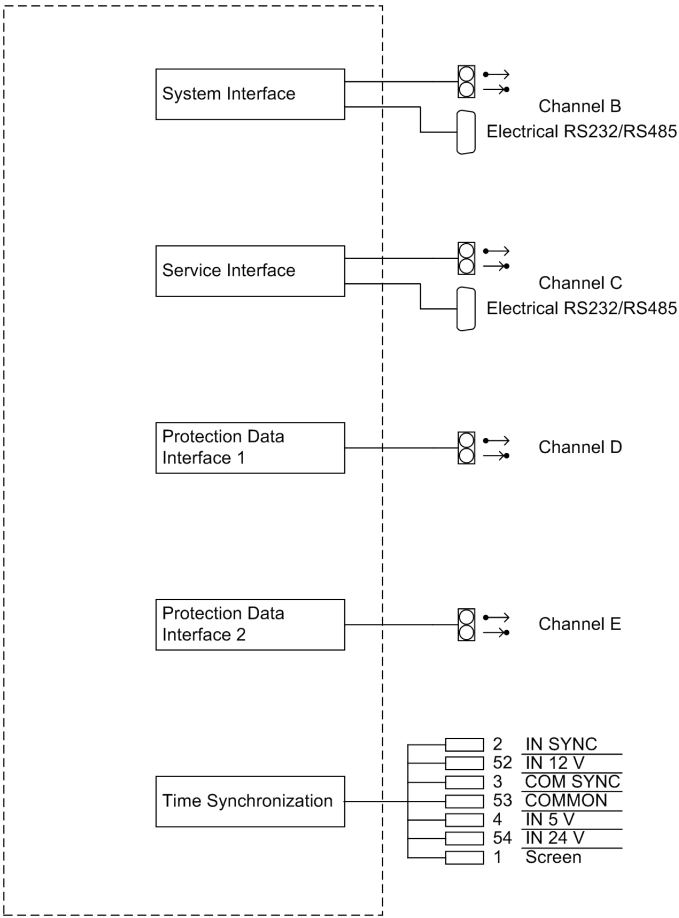 System Interface
Channel B
Electrical RS232/RS485
Service Interface
Channel C
Electrical RS232/RS485
Protection Data
Interface 1
Channel D
Protection Data
Interface 2
Channel E
Time Synchronization
2 IN SYNC
52 IN 12 V
3 COM SYNC
53 COMMON
4 IN 5 V
54 IN 24 V
1 Screen